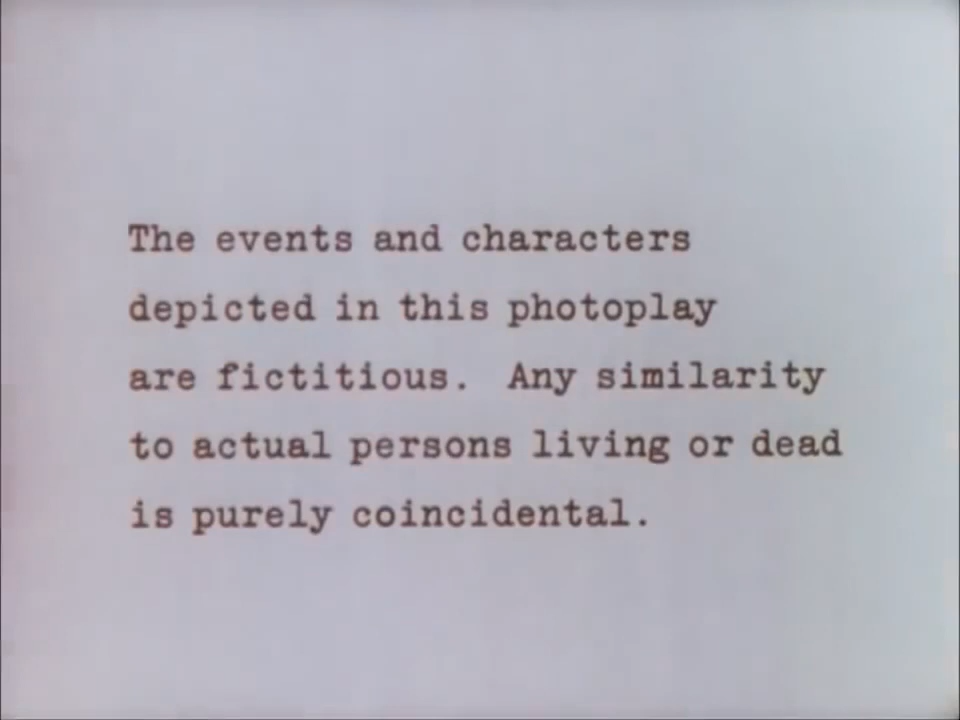 The events and characters
depicted in this photoplay
are fictitious.  Any similarity
to actual persons living or dead
is purely coincidental.